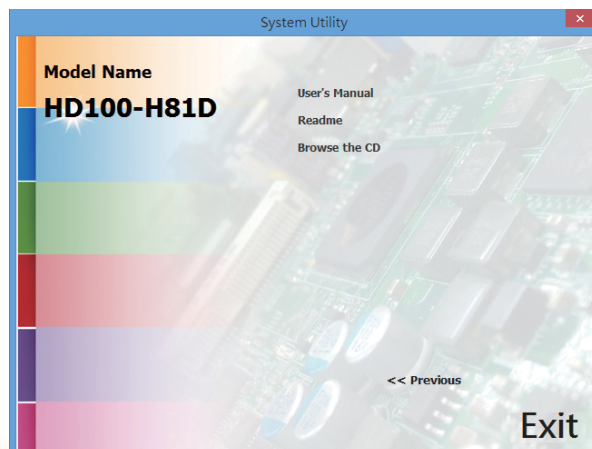 System Utility
Model Name
HD100-H81D
User's Manual
Readme
Browse the CD
<< Previous
Exit